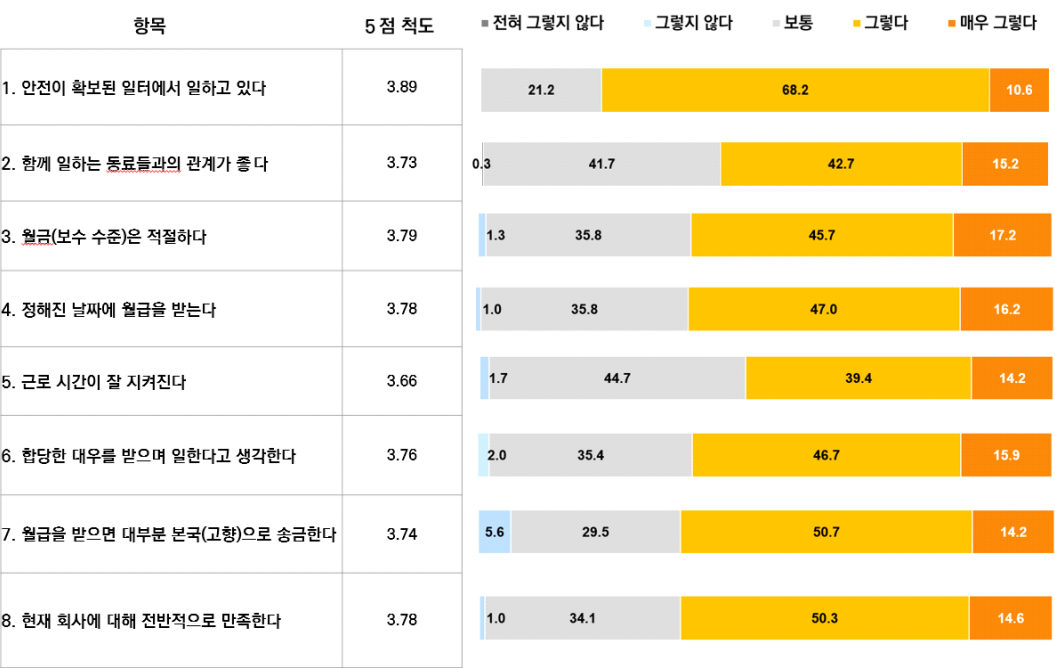 항목 5점 척도 전혀 그렇지 않다 그렇지 않다 보통 그렇다 매우 그렇다
1. 안전이 확보된 일터에서 일하고 있다 3.89 21.2 68.2 10.6
2. 함께 일하는 동료들과의 관계가 좋다 3.73 0.3 41.7 42.7 15.2
3. 월금(보수 수준)은 적절하다 3.79 1.3 35.8 45.7 17.2
4. 정해진 날짜에 월급을 받는다 3.78 1.0 35.8 47.0 16.2
5. 근로 시간이 잘 지켜진다 3.66 1.7 44.7 39.4 14.2
6. 합당한 대우를 받으며 일한다고 생각한다 3.76 2.0 35.4 46.7 15.9
7. 월급을 받으면 대부분 본국(고향)으로 송금한다 3.74 5.6 29.5 50.7 14.2
8. 현재 회사에 대해 전반적으로 만족한다 3.78 1.0 34.1 50.3 14.6